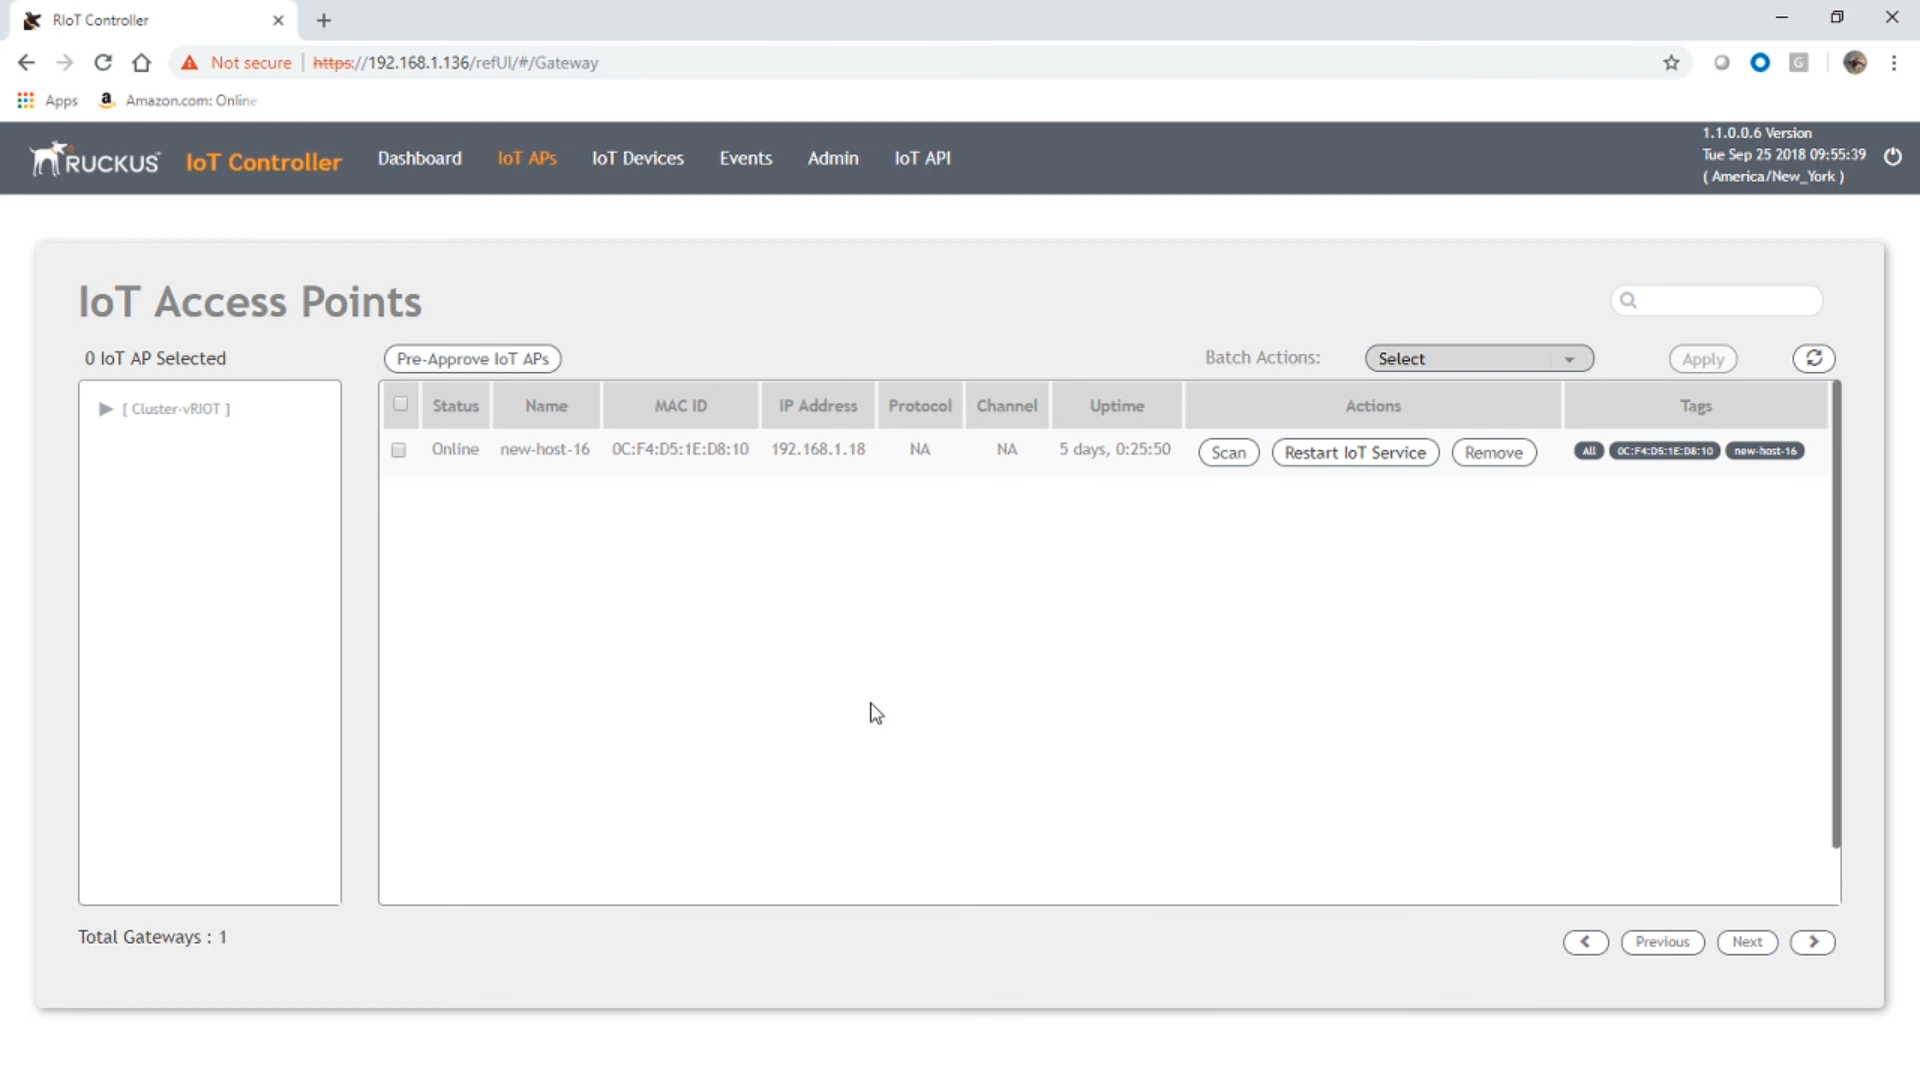 RIoT Controller
Not secure | https://192.168.1.136/refUI/#/Gateway
G
Apps
a Amazon.com: Online
RUCKUS IoT Controller Dashboard IoT APs IoT Devices Events Admin IoT API
1.1.0.0.6 Version
Tue Sep 25 2018 09:55:39
( America/New_York )
IoT Access Points
0 IoT AP Selected Pre-Approve IoT APs Batch Actions: Select Apply
[ Cluster-vRIOT ]
Status Name MAC ID IP Address Protocol Channel Uptime Actions Tags
Online new-host-16 0C:F4:D5:1E:D8:10 192.168.1.18 NA NA 5 days, 0:25:50 Scan Restart IoT Service Remove All 0C:F4:D5:1E:D8:10 new-host-16
Total Gateways : 1
Previous Next